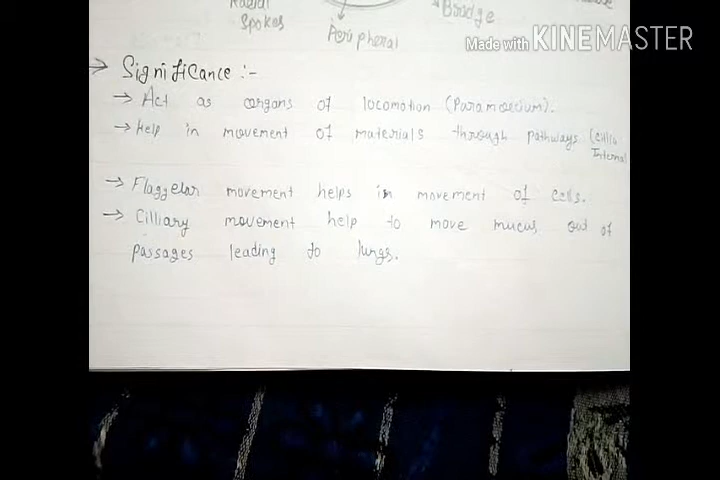 Radial
Spokes
Peripheral
Bridge
Made with KINEMASTER
→ Significance :-
→ Act as organs of locomotion (Paramoecium).
→ Help in movement of materials through pathways (Cillia
Internal
→ Flaggelar movement helps in movement of cells.
→ Cilliary movement help to move mucus out of
passages leading to lungs.